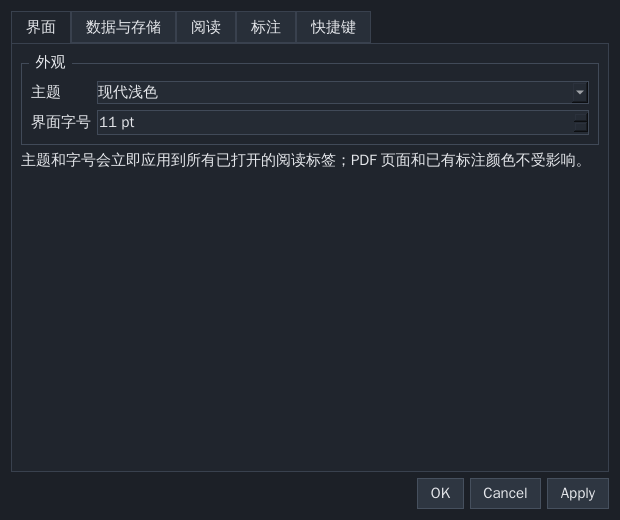 界面 数据与存储 阅读 标注 快捷键
外观
主题 现代浅色
界面字号 11 pt
主题和字号会立即应用到所有已打开的阅读标签；PDF 页面和已有标注颜色不受影响。
OK Cancel Apply